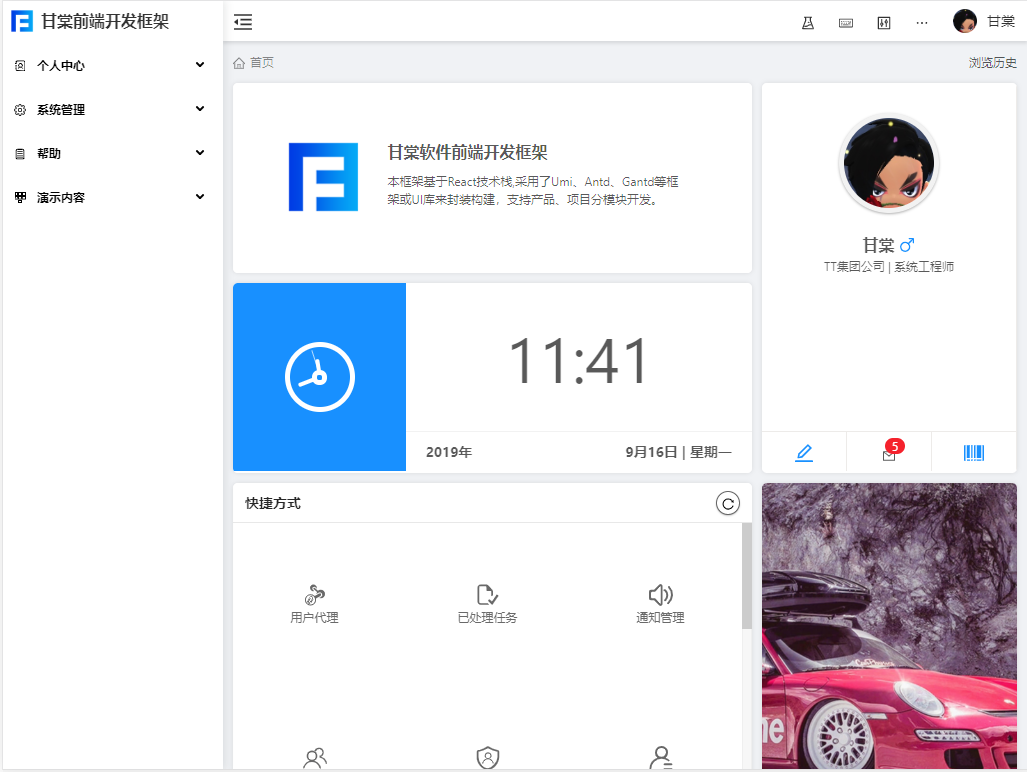 甘棠前端开发框架
甘棠
个人中心
系统管理
帮助
演示内容
首页
浏览历史
甘棠软件前端开发框架
本框架基于React技术栈,采用了Umi、Antd、Gantd等框
架或UI库来封装构建，支持产品、项目分模块开发。
甘棠
TT集团公司 | 系统工程师
11:41
2019年
9月16日 | 星期一
5
快捷方式
用户代理
已处理任务
通知管理
me